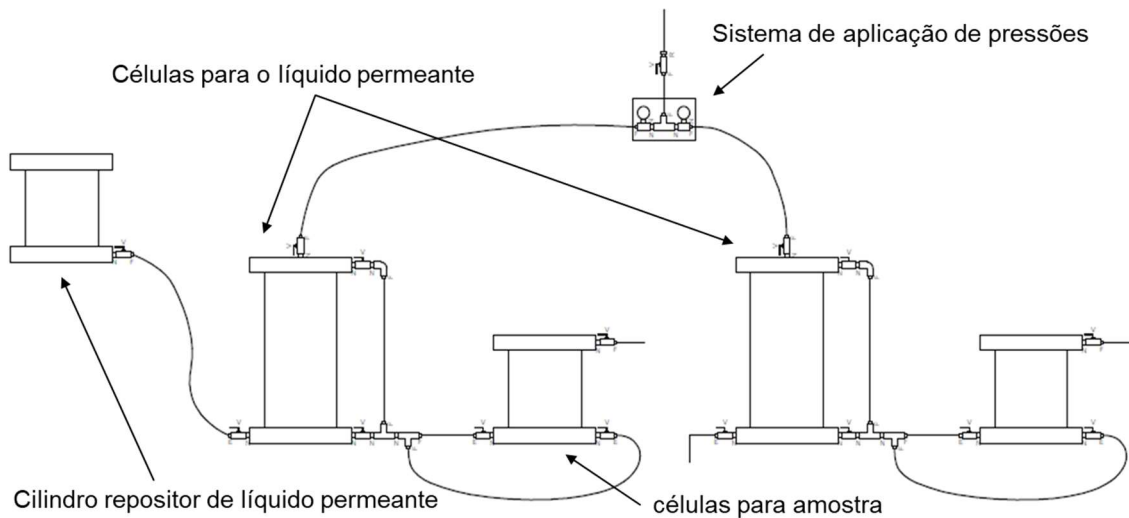 Sistema de aplicação de pressões
Células para o líquido permeante
Cilindro repositor de líquido permeante
células para amostra